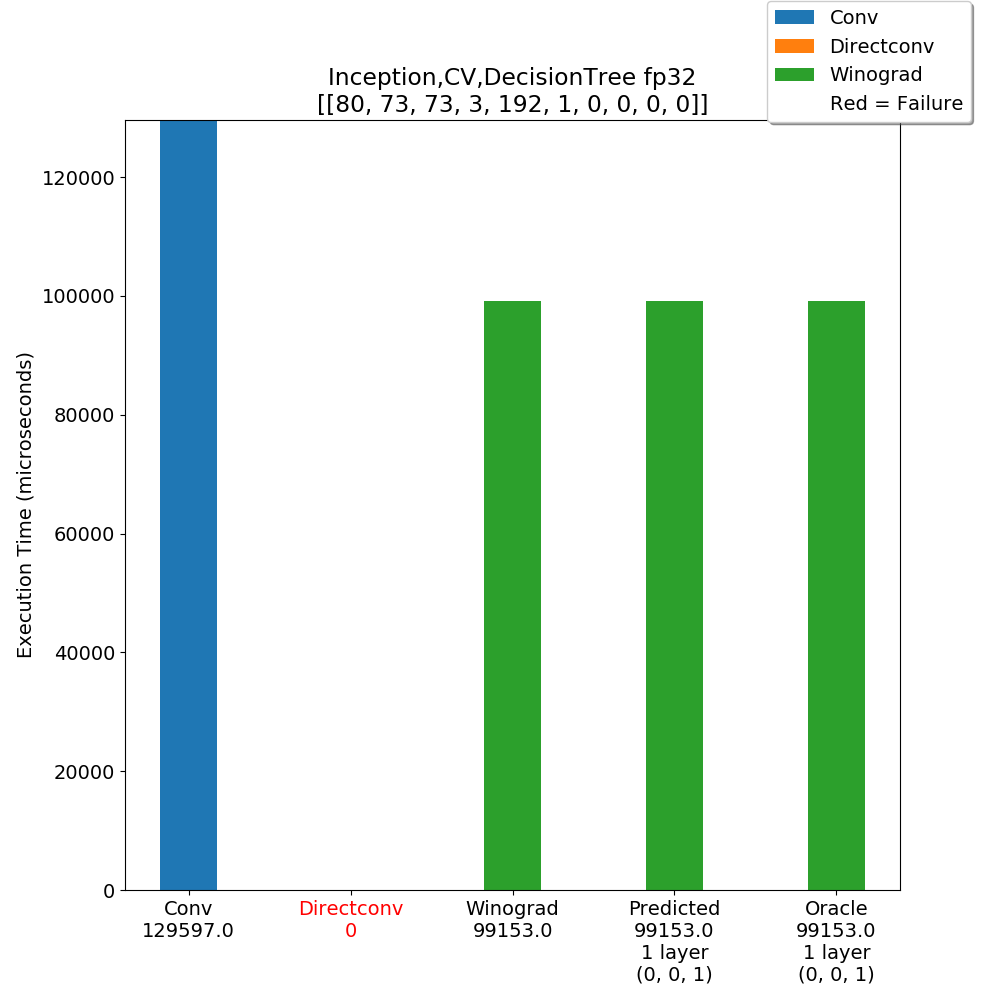 Conv
Directconv
Winograd
Red = Failure
Inception,CV,DecisionTree fp32
[[80, 73, 73, 3, 192, 1, 0, 0, 0, 0]]
Execution Time (microseconds)
120000
100000
80000
60000
40000
20000
0
Conv
129597.0
Directconv
0
Winograd
99153.0
Predicted
99153.0
1 layer
(0, 0, 1)
Oracle
99153.0
1 layer
(0, 0, 1)